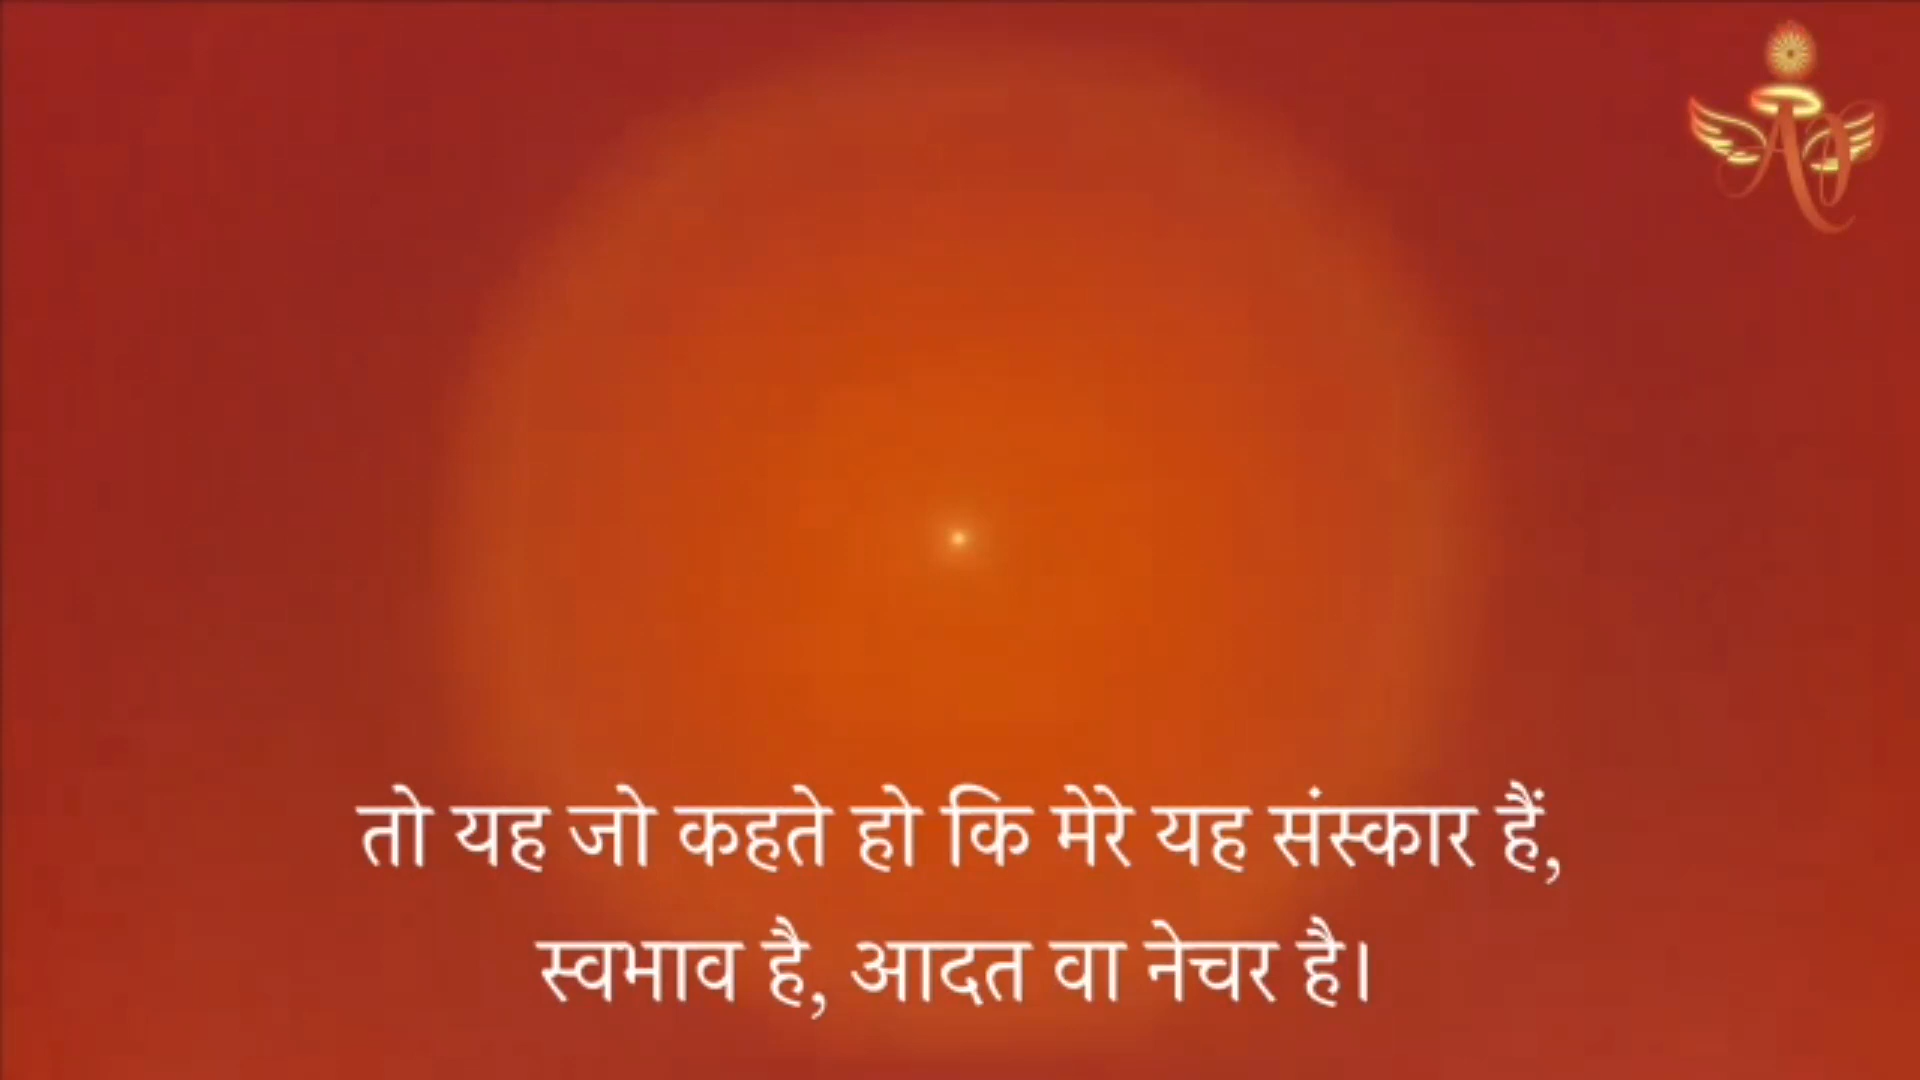 तो यह जो कहते हो कि मेरे यह संस्कार हैं,
स्वभाव है, आदत वा नेचर है।